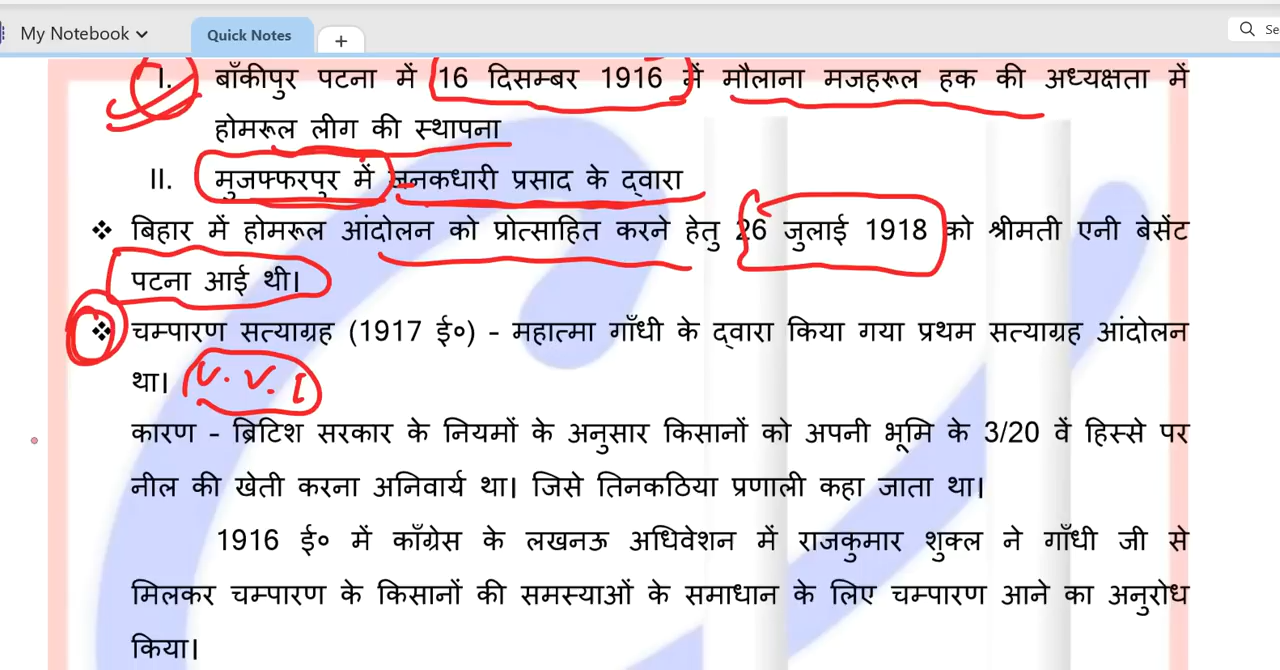 My Notebook
Quick Notes
+
Se
I. बाँकीपुर पटना में 16 दिसम्बर 1916 में मौलाना मजहरूल हक की अध्यक्षता में
होमरूल लीग की स्थापना
II. मुजफ्फरपुर में जनकधारी प्रसाद के द्वारा
❖ बिहार में होमरूल आंदोलन को प्रोत्साहित करने हेतु 26 जुलाई 1918 को श्रीमती एनी बेसेंट
पटना आई थी।
❖ चम्पारण सत्याग्रह (1917 ई०) - महात्मा गाँधी के द्वारा किया गया प्रथम सत्याग्रह आंदोलन
था। V. V. I
कारण - ब्रिटिश सरकार के नियमों के अनुसार किसानों को अपनी भूमि के 3/20 वें हिस्से पर
नील की खेती करना अनिवार्य था। जिसे तिनकठिया प्रणाली कहा जाता था।
1916 ई० में काँग्रेस के लखनऊ अधिवेशन में राजकुमार शुक्ल ने गाँधी जी से
मिलकर चम्पारण के किसानों की समस्याओं के समाधान के लिए चम्पारण आने का अनुरोध
किया।